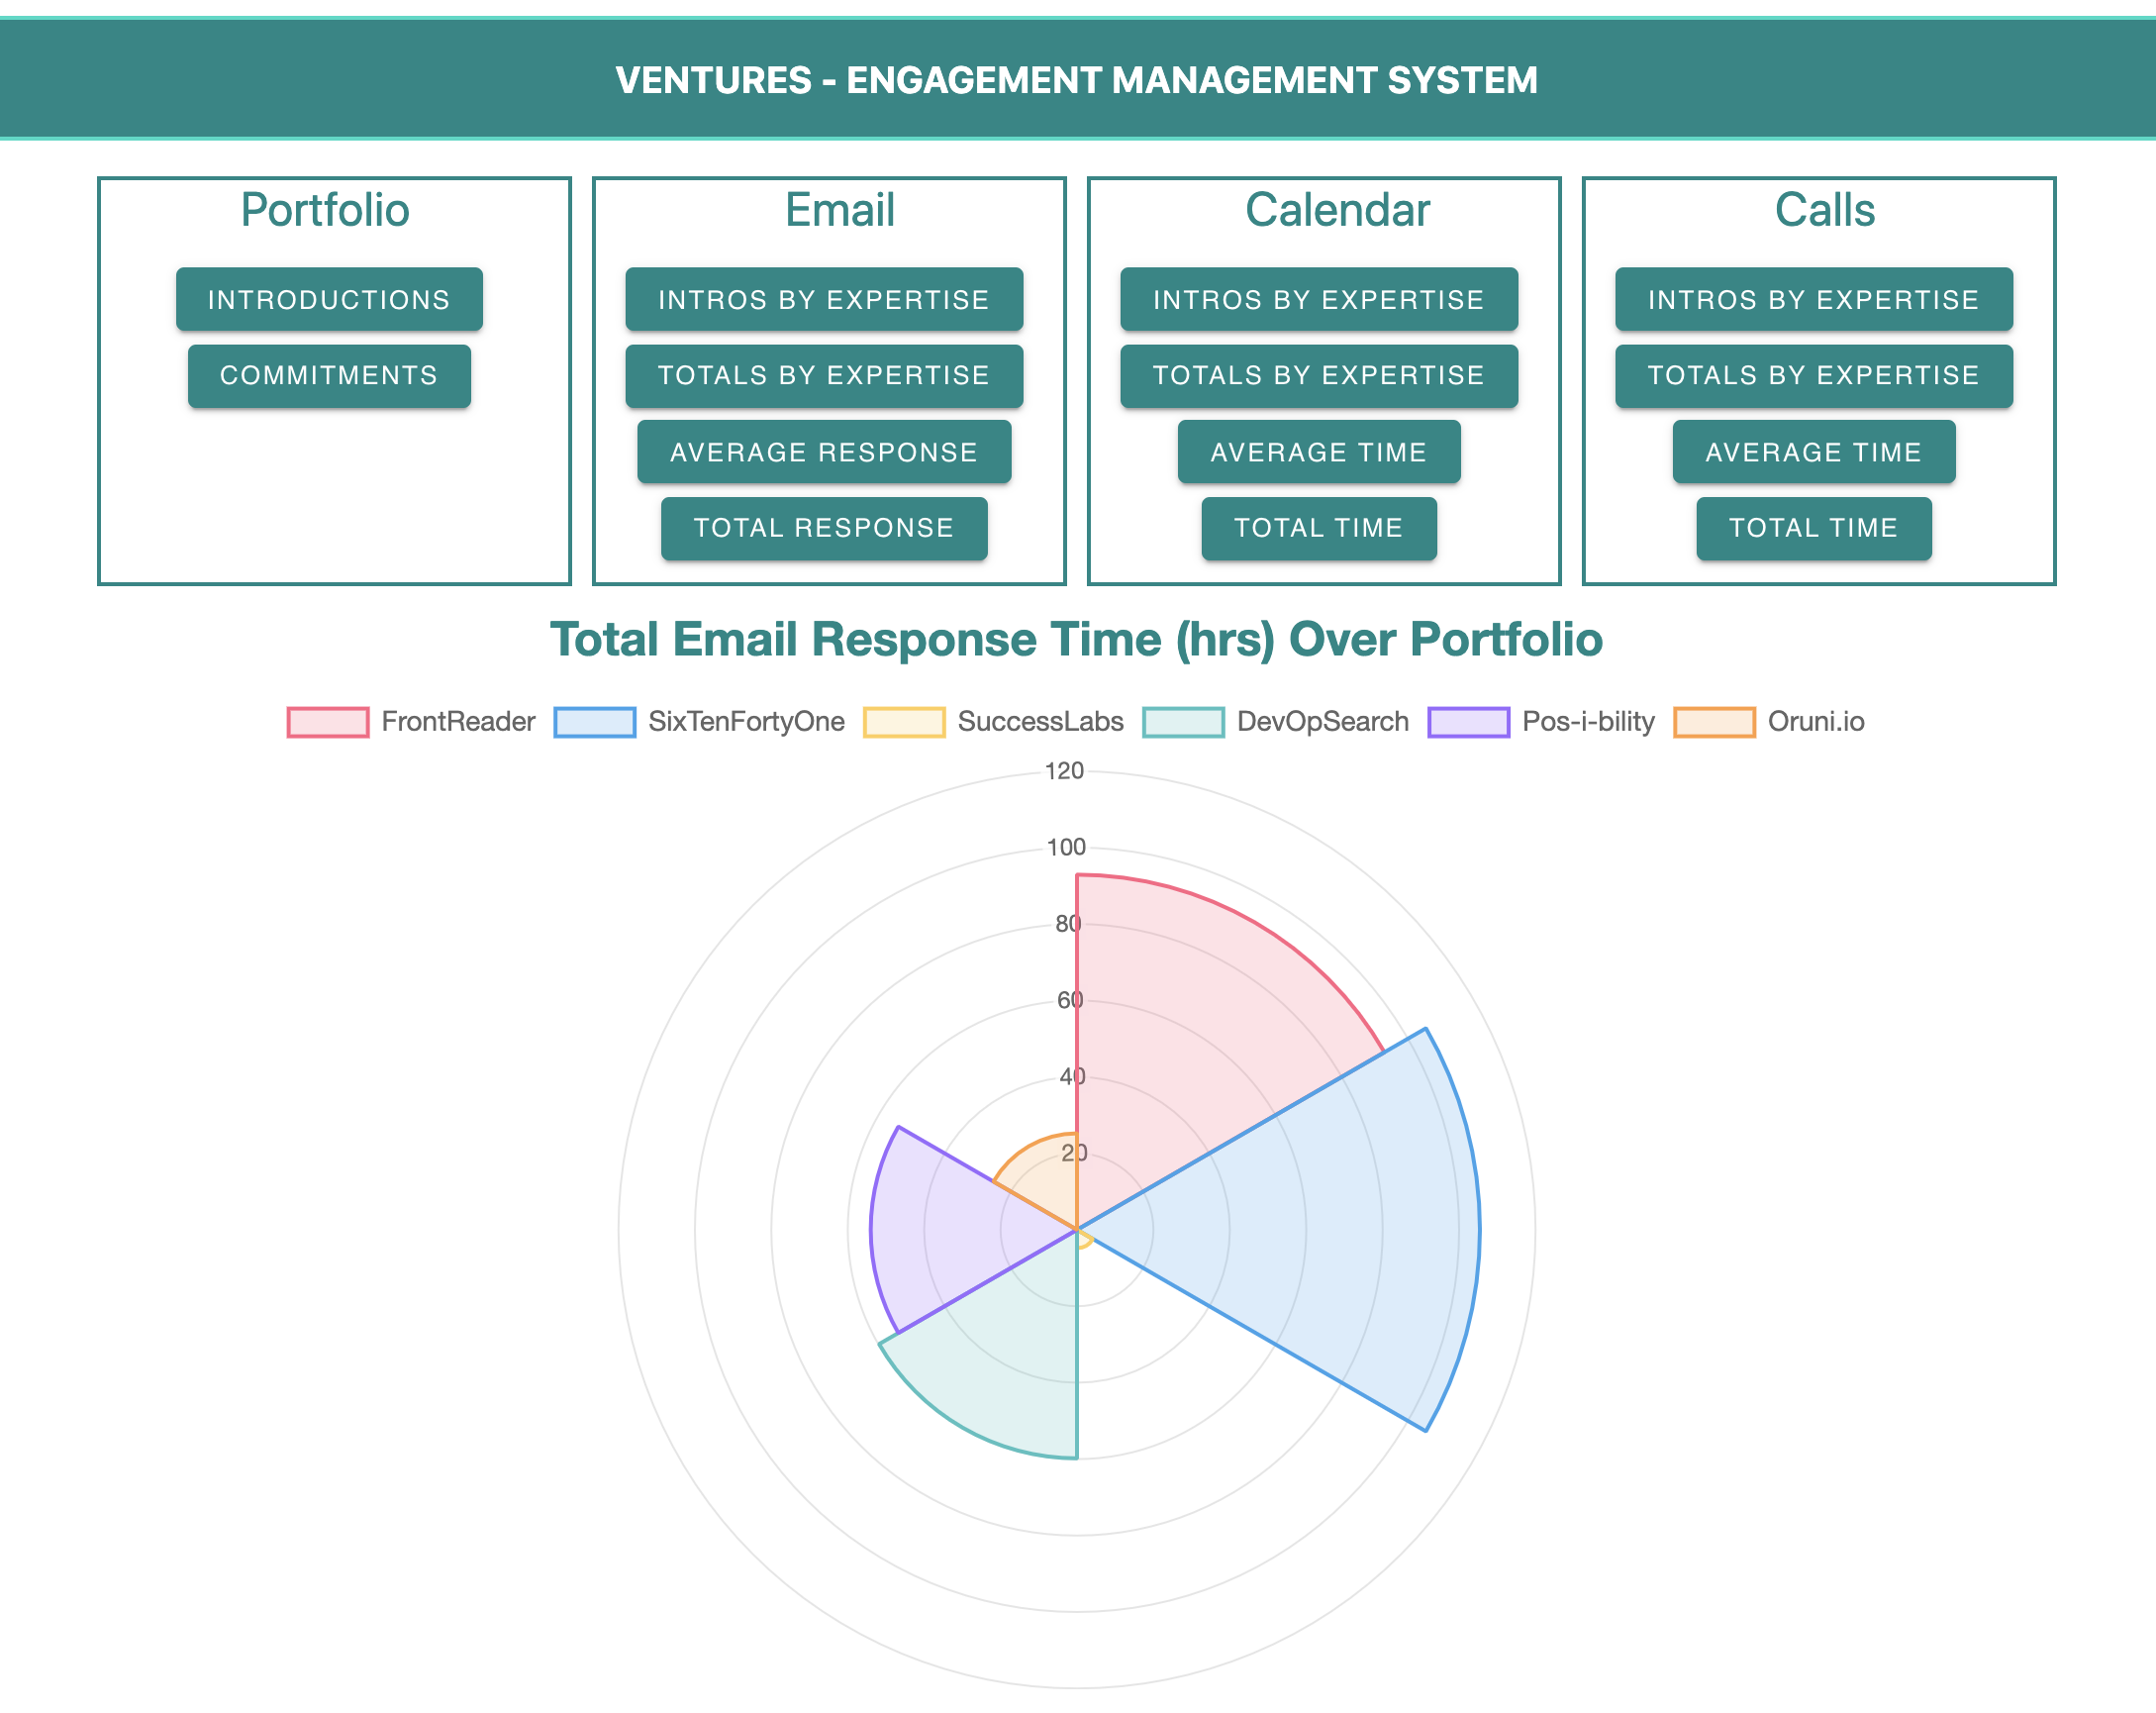 VENTURES - ENGAGEMENT MANAGEMENT SYSTEM
Portfolio
INTRODUCTIONS
COMMITMENTS
Email
INTROS BY EXPERTISE
TOTALS BY EXPERTISE
AVERAGE RESPONSE
TOTAL RESPONSE
Calendar
INTROS BY EXPERTISE
TOTALS BY EXPERTISE
AVERAGE TIME
TOTAL TIME
Calls
INTROS BY EXPERTISE
TOTALS BY EXPERTISE
AVERAGE TIME
TOTAL TIME
Total Email Response Time (hrs) Over Portfolio
FrontReader SixTenFortyOne SuccessLabs DevOpSearch Pos-i-bility Oruni.io
120
100
80
60
40
20